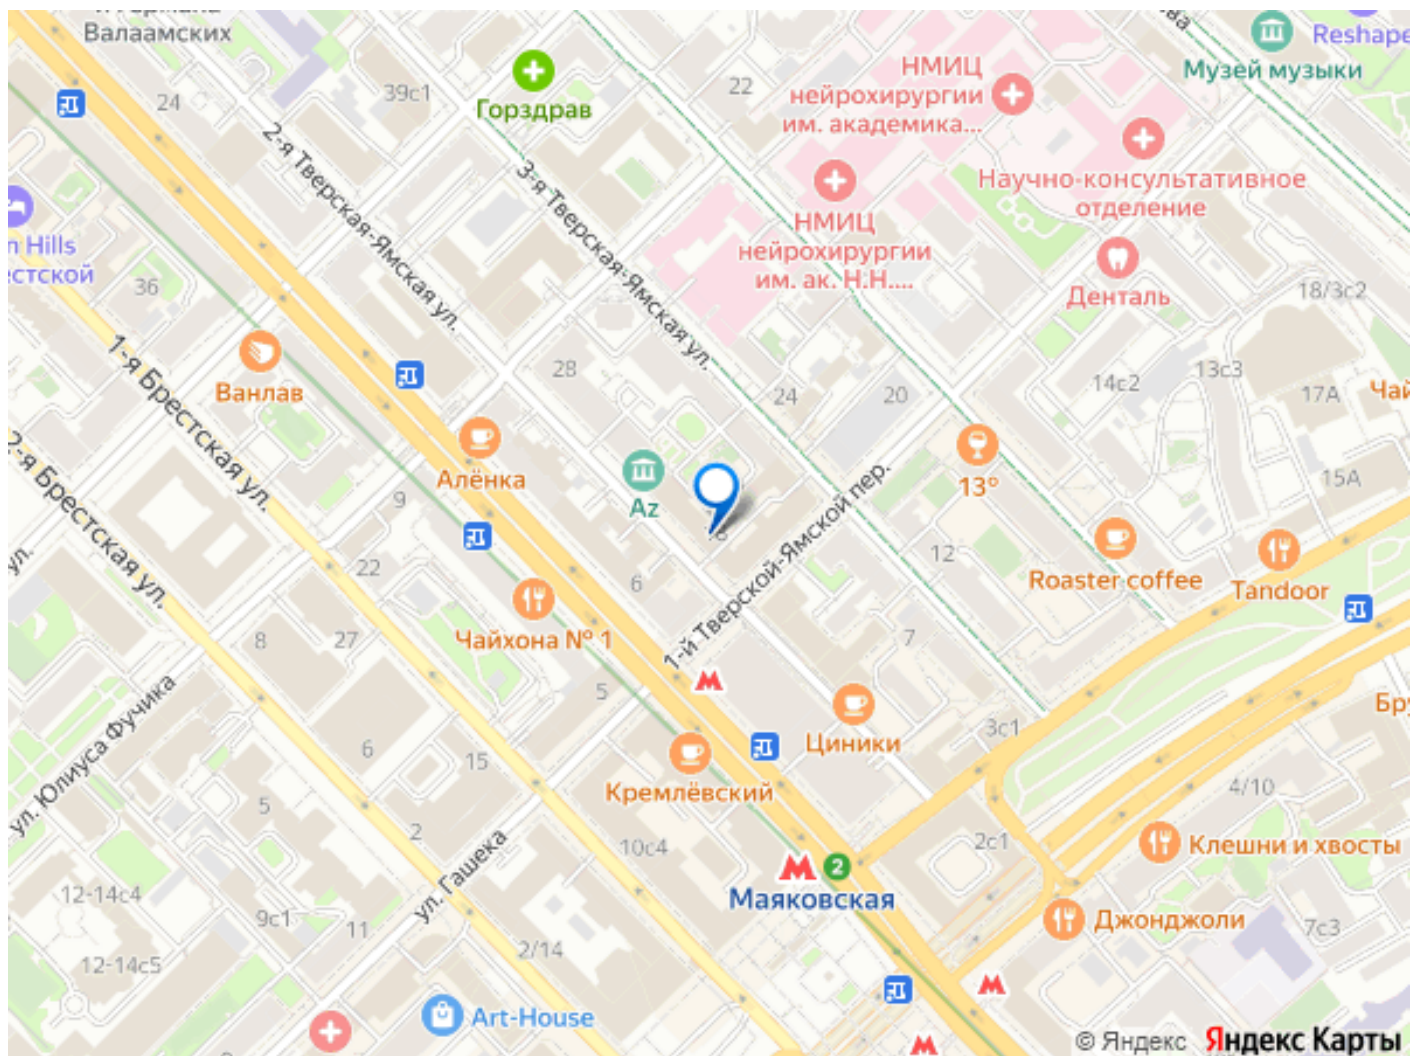 Валаамских
24
39с1
Горздрав
22
НМИЦ
нейрохирургии
им. академика...
Музей музыки
Reshape
Научно-консультативное
отделение
НМИЦ
нейрохирургии
им. ак. Н.Н....
Денталь
18/3с2
2-я Тверская-Ямская ул.
3-я Тверская-Ямская ул.
n Hills
естской
36
Ванлав
1-я Брестская ул.
2-я Брестская ул.
28
24
20
14с2
13с3
17А
Чай
15А
Алёнка
Az
13°
1-й Тверской-Ямской пер.
9
22
6
12
Roaster coffee
Tandoor
ул.
Чайхона № 1
8
27
5
7
ул. Юлиуса Фучика
6
15
5
2
Кремлёвский
Циники
3с1
Бру
4/10
2с1
Клешни и хвосты
10с4
ул. Гашека
Маяковская
2
12-14с4
9с1
11
2/14
12-14с5
Джонджоли
7с3
Art-House
© Яндекс Яндекс Карты